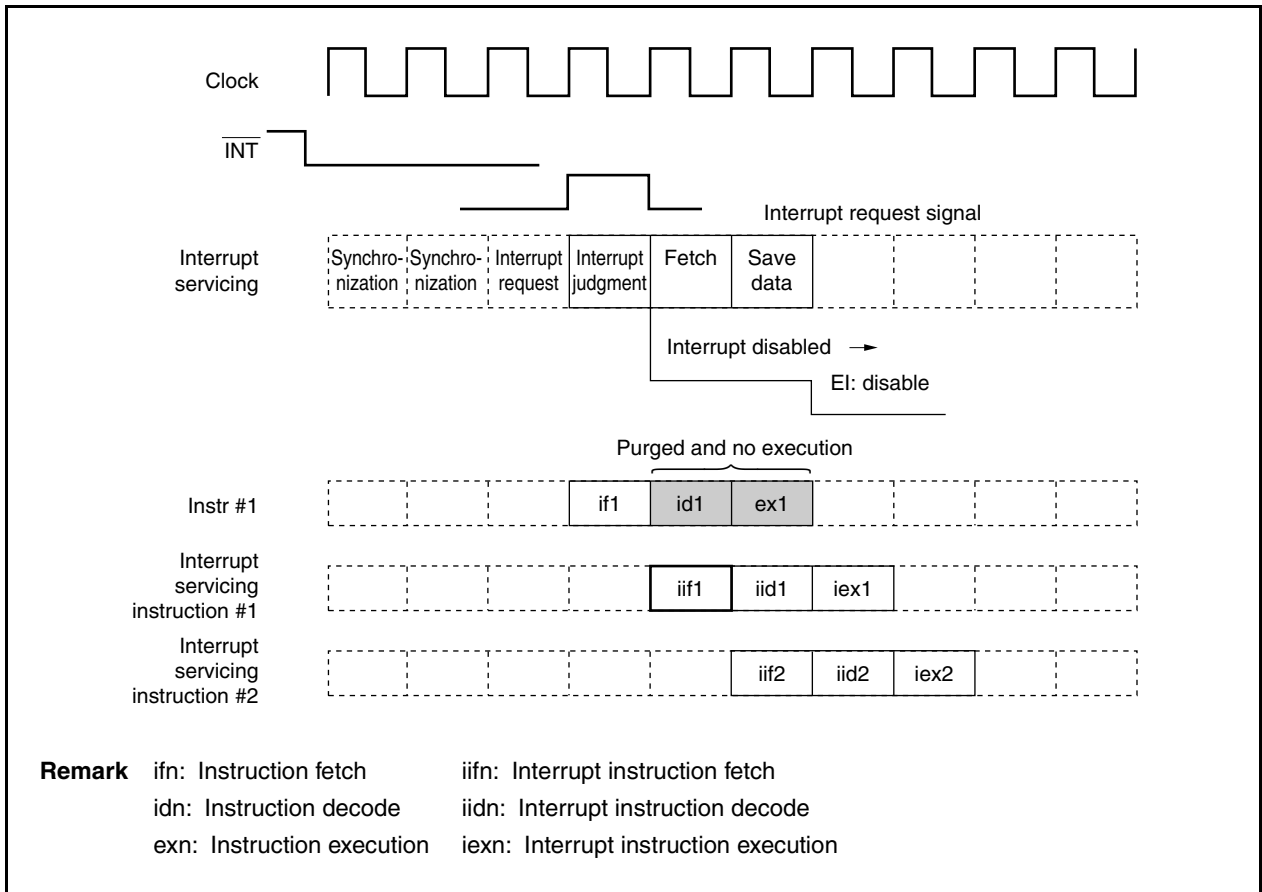 Clock
INT
Interrupt request signal
Interrupt
servicing
Synchro-
nization
Synchro-
nization
Interrupt
request
Interrupt
judgment
Fetch
Save
data
Interrupt disabled →
EI: disable
Purged and no execution
Instr #1
if1
id1
ex1
Interrupt
servicing
instruction #1
iif1
iid1
iex1
Interrupt
servicing
instruction #2
iif2
iid2
iex2
Remark ifn: Instruction fetch iifn: Interrupt instruction fetch
idn: Instruction decode iidn: Interrupt instruction decode
exn: Instruction execution iexn: Interrupt instruction execution